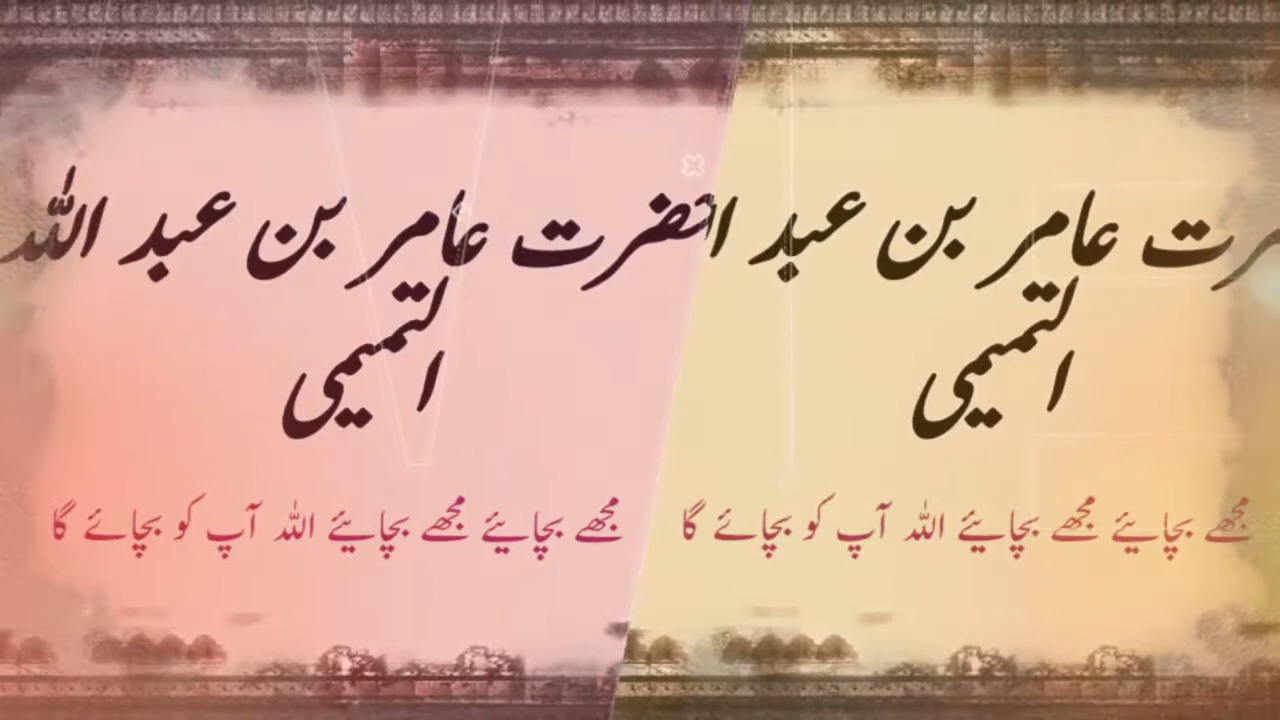 حضرت عامر بن عبد اللہ
التمیمی
مجھے بچایئے مجھے بچایئے اللہ آپ کو بچائے گا
رت عامر بن عبد ا
التمیمی
مجھے بچایئے مجھے بچایئے اللہ آپ کو بچائے گا